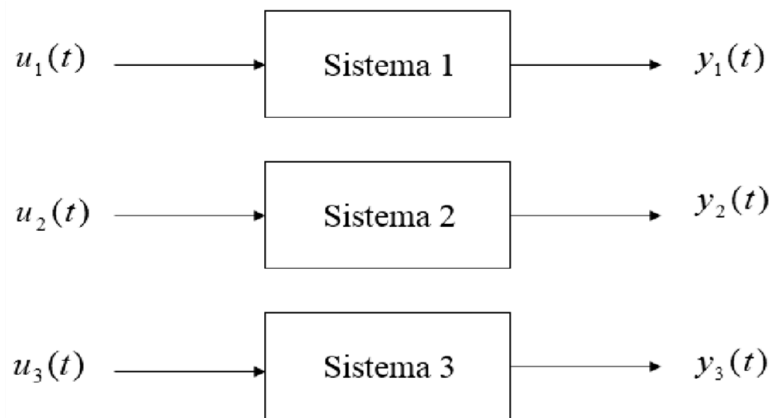 u₁(t) Sistema 1 y₁(t)
u₂(t) Sistema 2 y₂(t)
u₃(t) Sistema 3 y₃(t)